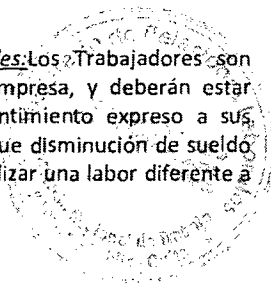 es:Los Trabajadores son
mpresa, y deberán estar
ntimiento expreso a sus
ue disminución de sueldo
lizar una labor diferente a